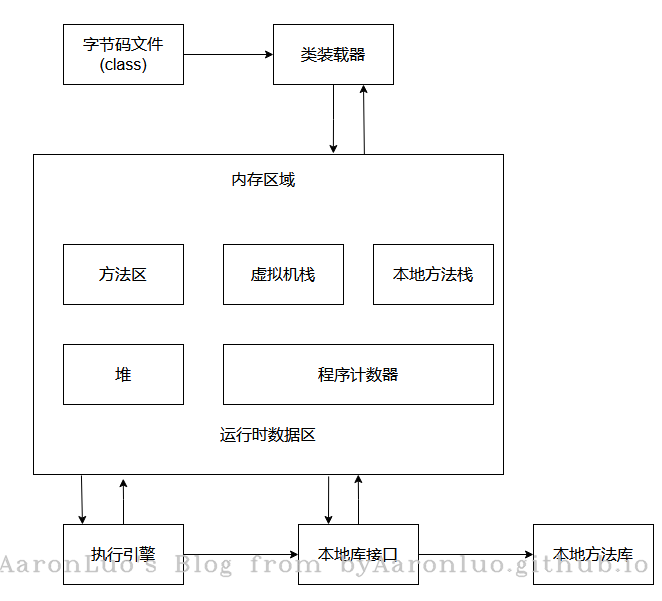 字节码文件
(class)
类装载器
内存区域
方法区
虚拟机栈
本地方法栈
堆
程序计数器
运行时数据区
执行引擎
本地库接口
本地方法库
AaronLuo's Blog from byAaronluo.github.io